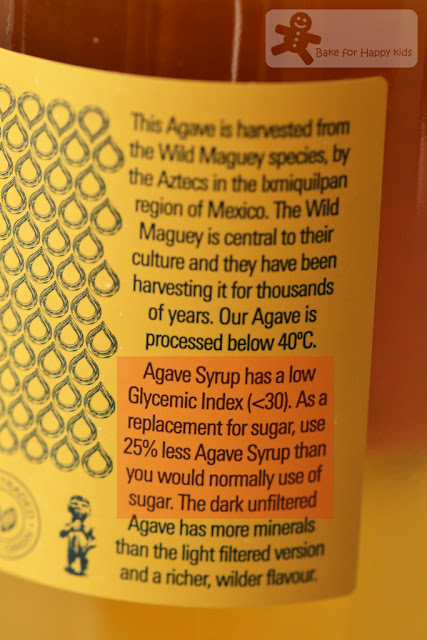 Bake for Happy Kids
This Agave is harvested from
the Wild Maguey species, by
the Aztecs in the Ixmiquilpan
region of Mexico. The Wild
Maguey is central to their
culture and they have been
harvesting it for thousands
of years. Our Agave is
processed below 40ºC.
Agave Syrup has a low
Glycemic Index (<30). As a
replacement for sugar, use
25% less Agave Syrup than
you would normally use of
sugar. The dark unfiltered
Agave has more minerals
than the light filtered version
and a richer, wilder flavour.